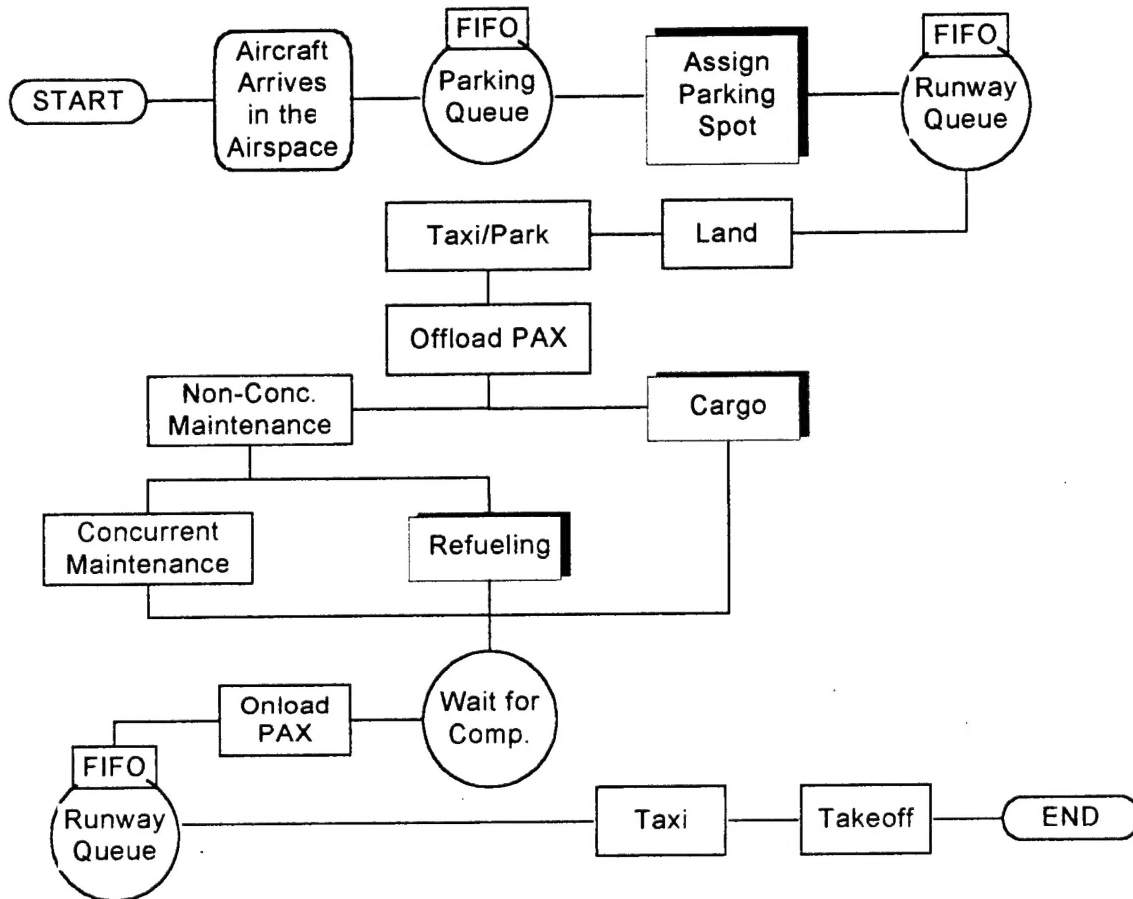 START
Aircraft
Arrives
in the
Airspace
FIFO
Parking
Queue
Assign
Parking
Spot
FIFO
Runway
Queue
Land
Taxi/Park
Offload PAX
Non-Conc.
Maintenance
Cargo
Concurrent
Maintenance
Refueling
Wait for
Comp.
Onload
PAX
FIFO
Runway
Queue
Taxi
Takeoff
END